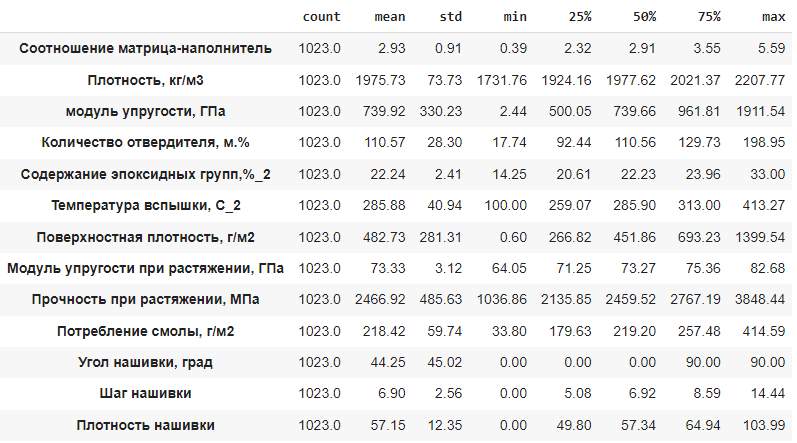 count mean std min 25% 50% 75% max
Соотношение матрица-наполнитель 1023.0 2.93 0.91 0.39 2.32 2.91 3.55 5.59
Плотность, кг/м3 1023.0 1975.73 73.73 1731.76 1924.16 1977.62 2021.37 2207.77
модуль упругости, ГПа 1023.0 739.92 330.23 2.44 500.05 739.66 961.81 1911.54
Количество отвердителя, м.% 1023.0 110.57 28.30 17.74 92.44 110.56 129.73 198.95
Содержание эпоксидных групп,%_2 1023.0 22.24 2.41 14.25 20.61 22.23 23.96 33.00
Температура вспышки, С_2 1023.0 285.88 40.94 100.00 259.07 285.90 313.00 413.27
Поверхностная плотность, г/м2 1023.0 482.73 281.31 0.60 266.82 451.86 693.23 1399.54
Модуль упругости при растяжении, ГПа 1023.0 73.33 3.12 64.05 71.25 73.27 75.36 82.68
Прочность при растяжении, МПа 1023.0 2466.92 485.63 1036.86 2135.85 2459.52 2767.19 3848.44
Потребление смолы, г/м2 1023.0 218.42 59.74 33.80 179.63 219.20 257.48 414.59
Угол нашивки, град 1023.0 44.25 45.02 0.00 0.00 0.00 90.00 90.00
Шаг нашивки 1023.0 6.90 2.56 0.00 5.08 6.92 8.59 14.44
Плотность нашивки 1023.0 57.15 12.35 0.00 49.80 57.34 64.94 103.99